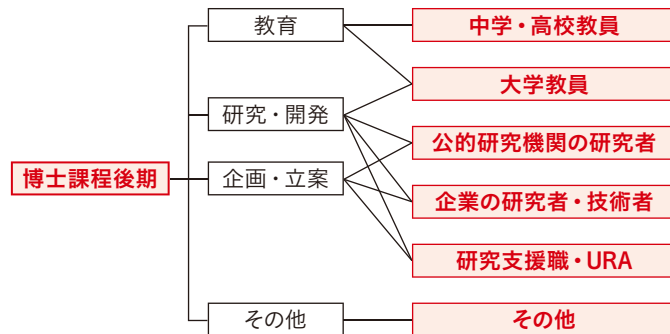 教育
中学・高校教員
大学教員
研究・開発
公的研究機関の研究者
博士課程後期
企画・立案
企業の研究者・技術者
研究支援職・URA
その他
その他